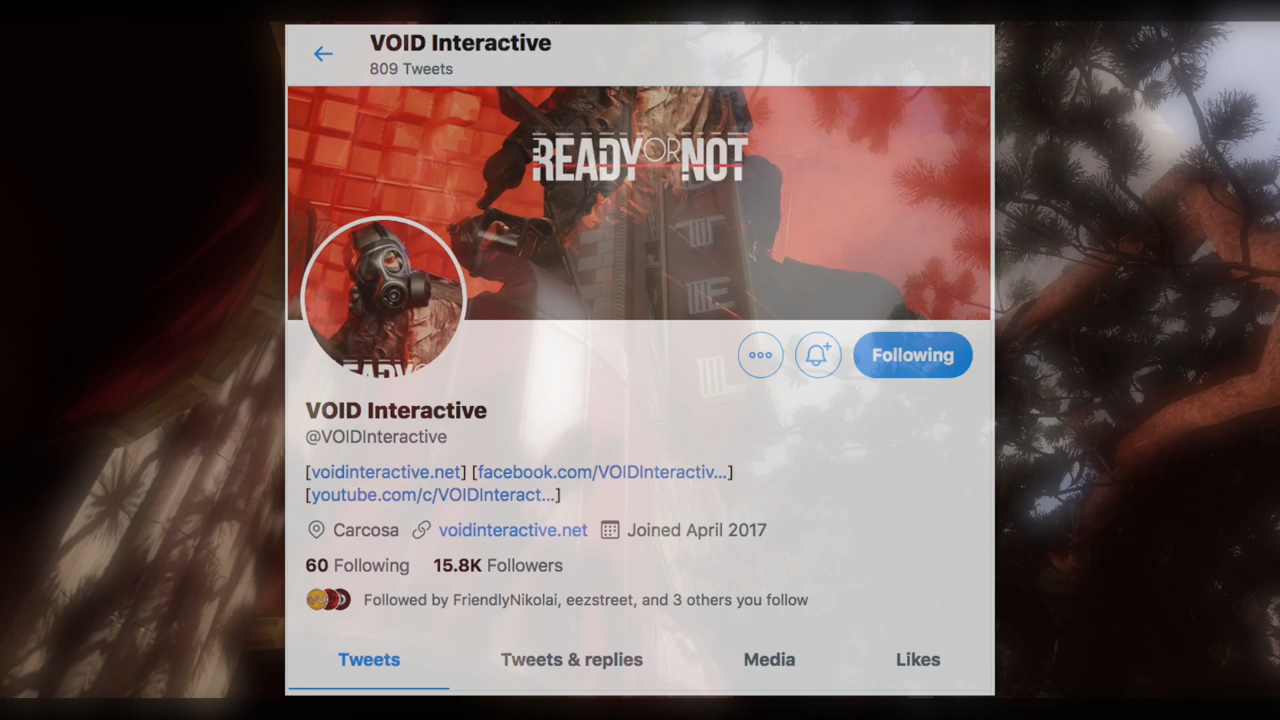 VOID Interactive
809 Tweets
READY OR NOT
Following
VOID Interactive
@VOIDInteractive
[voidinteractive.net] [facebook.com/VOIDInteractiv...]
[youtube.com/c/VOIDInteract...]
Carcosa voidinteractive.net Joined April 2017
60 Following 15.8K Followers
Followed by FriendlyNikolai, eezstreet, and 3 others you follow
Tweets Tweets & replies Media Likes